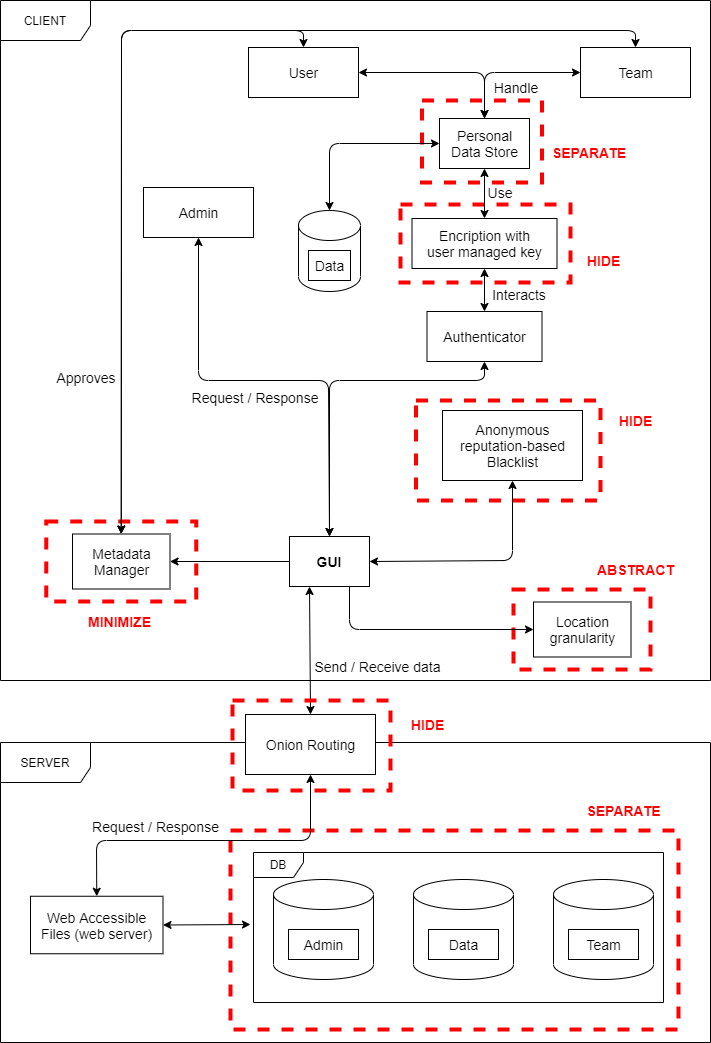 CLIENT
User
Team
Handle
Personal
Data Store
SEPARATE
Use
Admin
Data
Encription with
user managed key
HIDE
Interacts
Authenticator
Approves
Request / Response
Anonymous
reputation-based
Blacklist
HIDE
Metadata
Manager
GUI
MINIMIZE
ABSTRACT
Location
granularity
Send / Receive data
HIDE
Onion Routing
SERVER
SEPARATE
Request / Response
DB
Web Accessible
Files (web server)
Admin
Data
Team